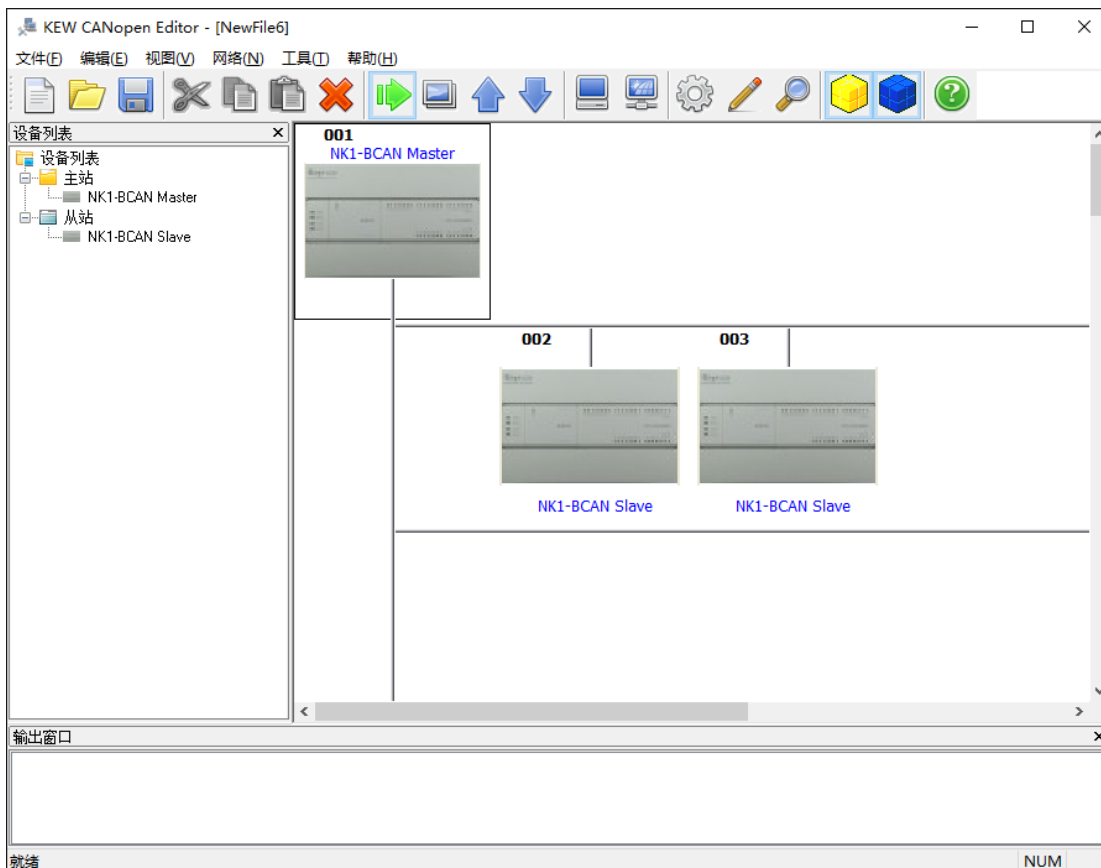 KEW CANopen Editor - [NewFile6]
文件(F) 编辑(E) 视图(V) 网络(N) 工具(T) 帮助(H)
设备列表
设备列表
主站
NK1-BCAN Master
从站
NK1-BCAN Slave
001
NK1-BCAN Master
002
003
NK1-BCAN Slave
NK1-BCAN Slave
输出窗口
就绪
NUM